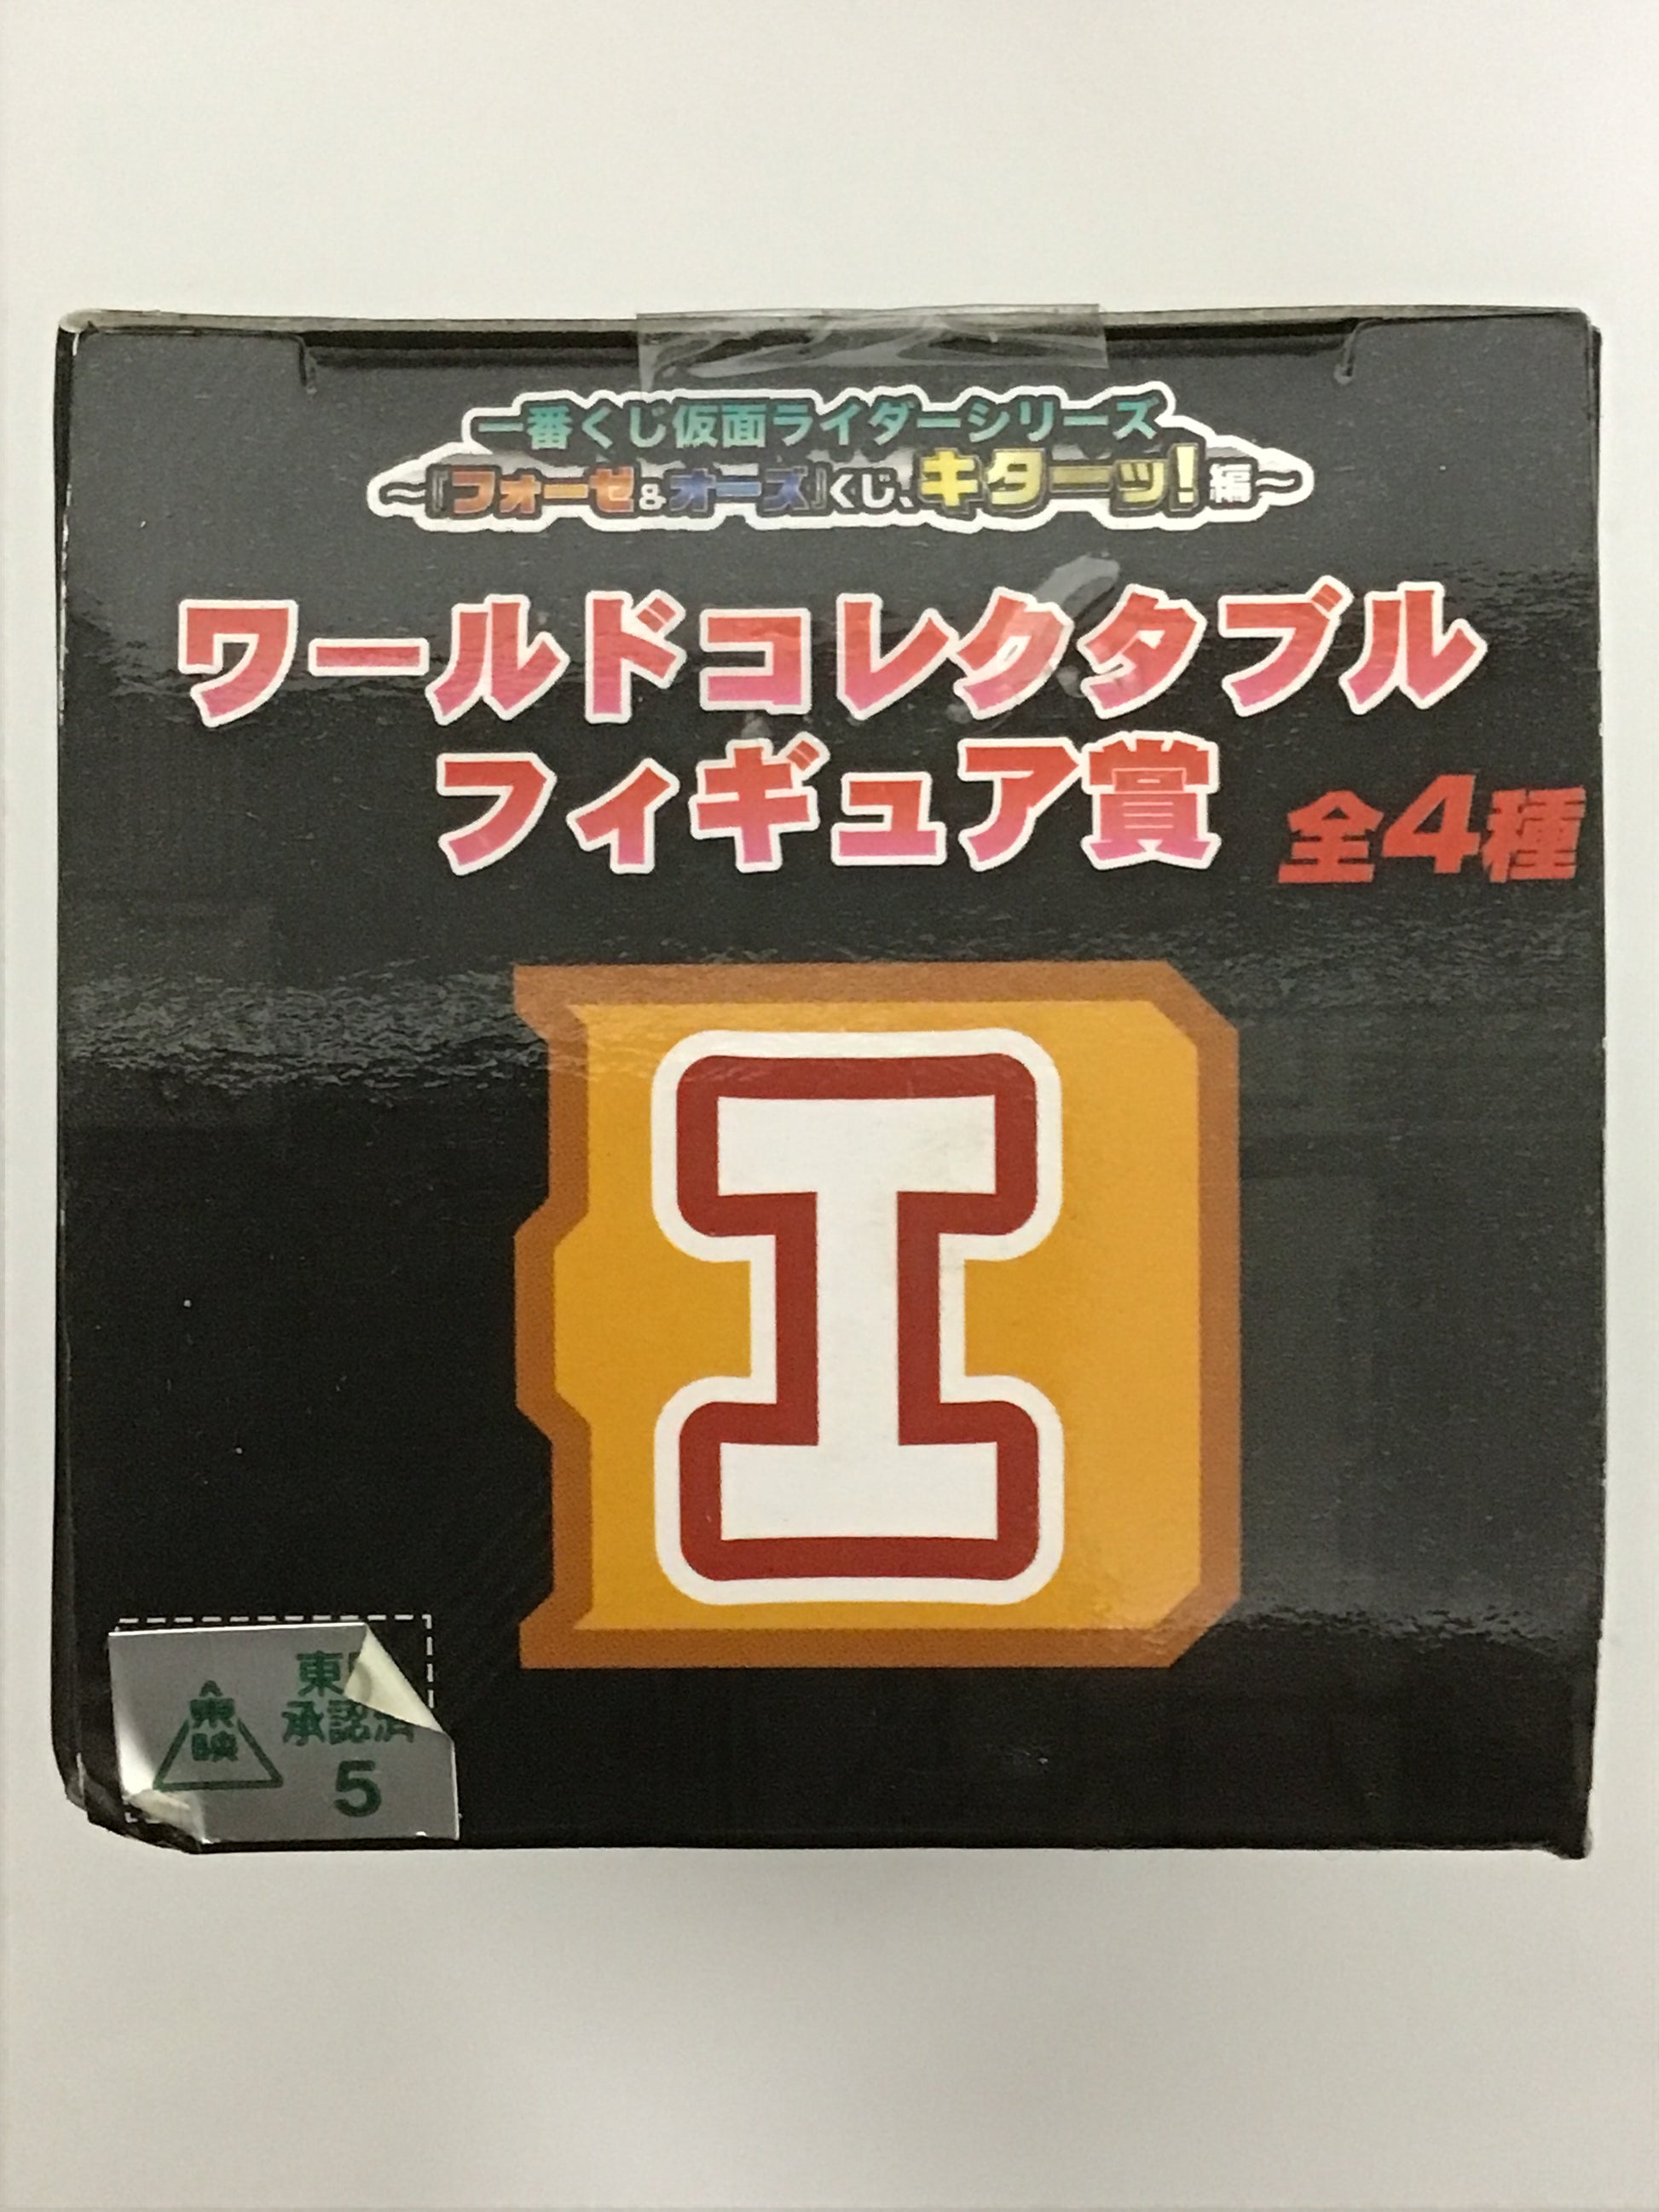 一番くじ仮面ライダーシリーズ
～『フォーゼ&オーズ』くじ、キターッ!編～
ワールドコレクタブル
フィギュア賞
全4種
I
東映
東
承認済
5